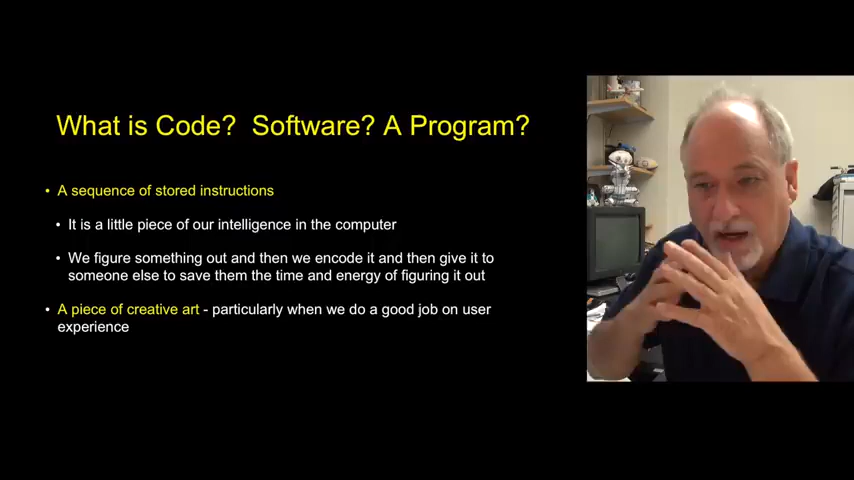 What is Code? Software? A Program?
• A sequence of stored instructions
• It is a little piece of our intelligence in the computer
• We figure something out and then we encode it and then give it to
someone else to save them the time and energy of figuring it out
• A piece of creative art - particularly when we do a good job on user
experience